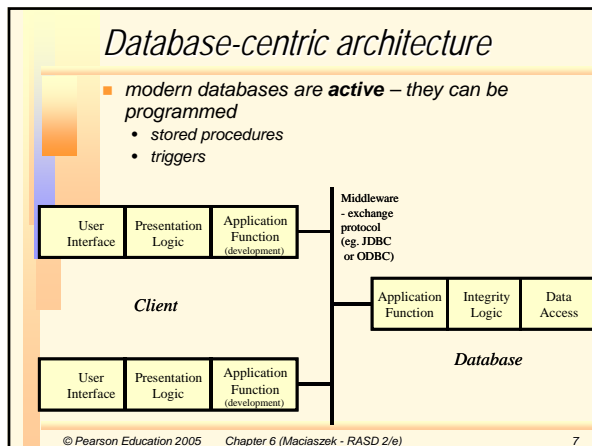 Database-centric architecture
modern databases are active – they can be
programmed
• stored procedures
• triggers
Middleware
- exchange
protocol
(eg. JDBC
or ODBC)
User
Interface
Presentation
Logic
Application
Function
(development)
Client
Application
Function
Integrity
Logic
Data
Access
Database
User
Interface
Presentation
Logic
Application
Function
(development)
© Pearson Education 2005 Chapter 6 (Maciaszek - RASD 2/e) 7